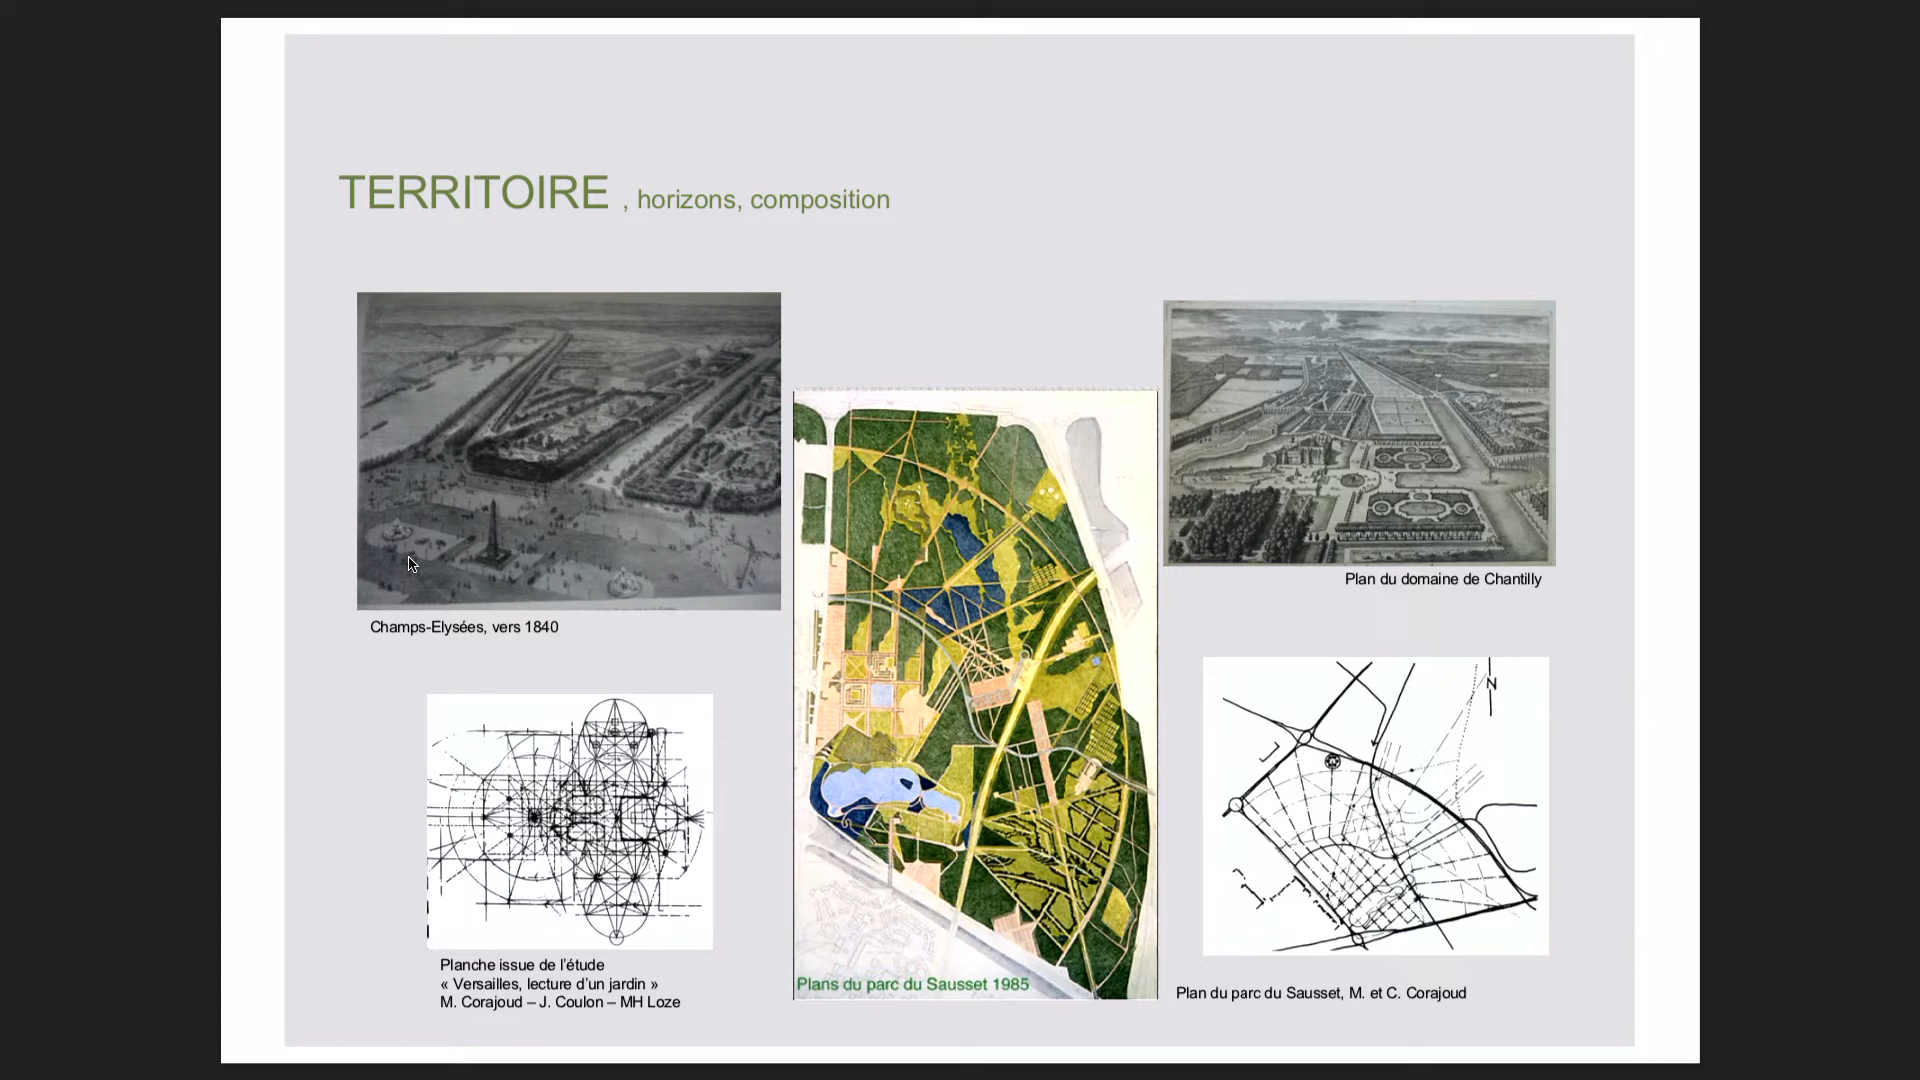 TERRITOIRE , horizons, composition
Champs-Elysées, vers 1840
Plan du domaine de Chantilly
N
Planche issue de l'étude
« Versailles, lecture d'un jardin »
M. Corajoud – J. Coulon – MH Loze
Plans du parc du Sausset 1985
Plan du parc du Sausset, M. et C. Corajoud